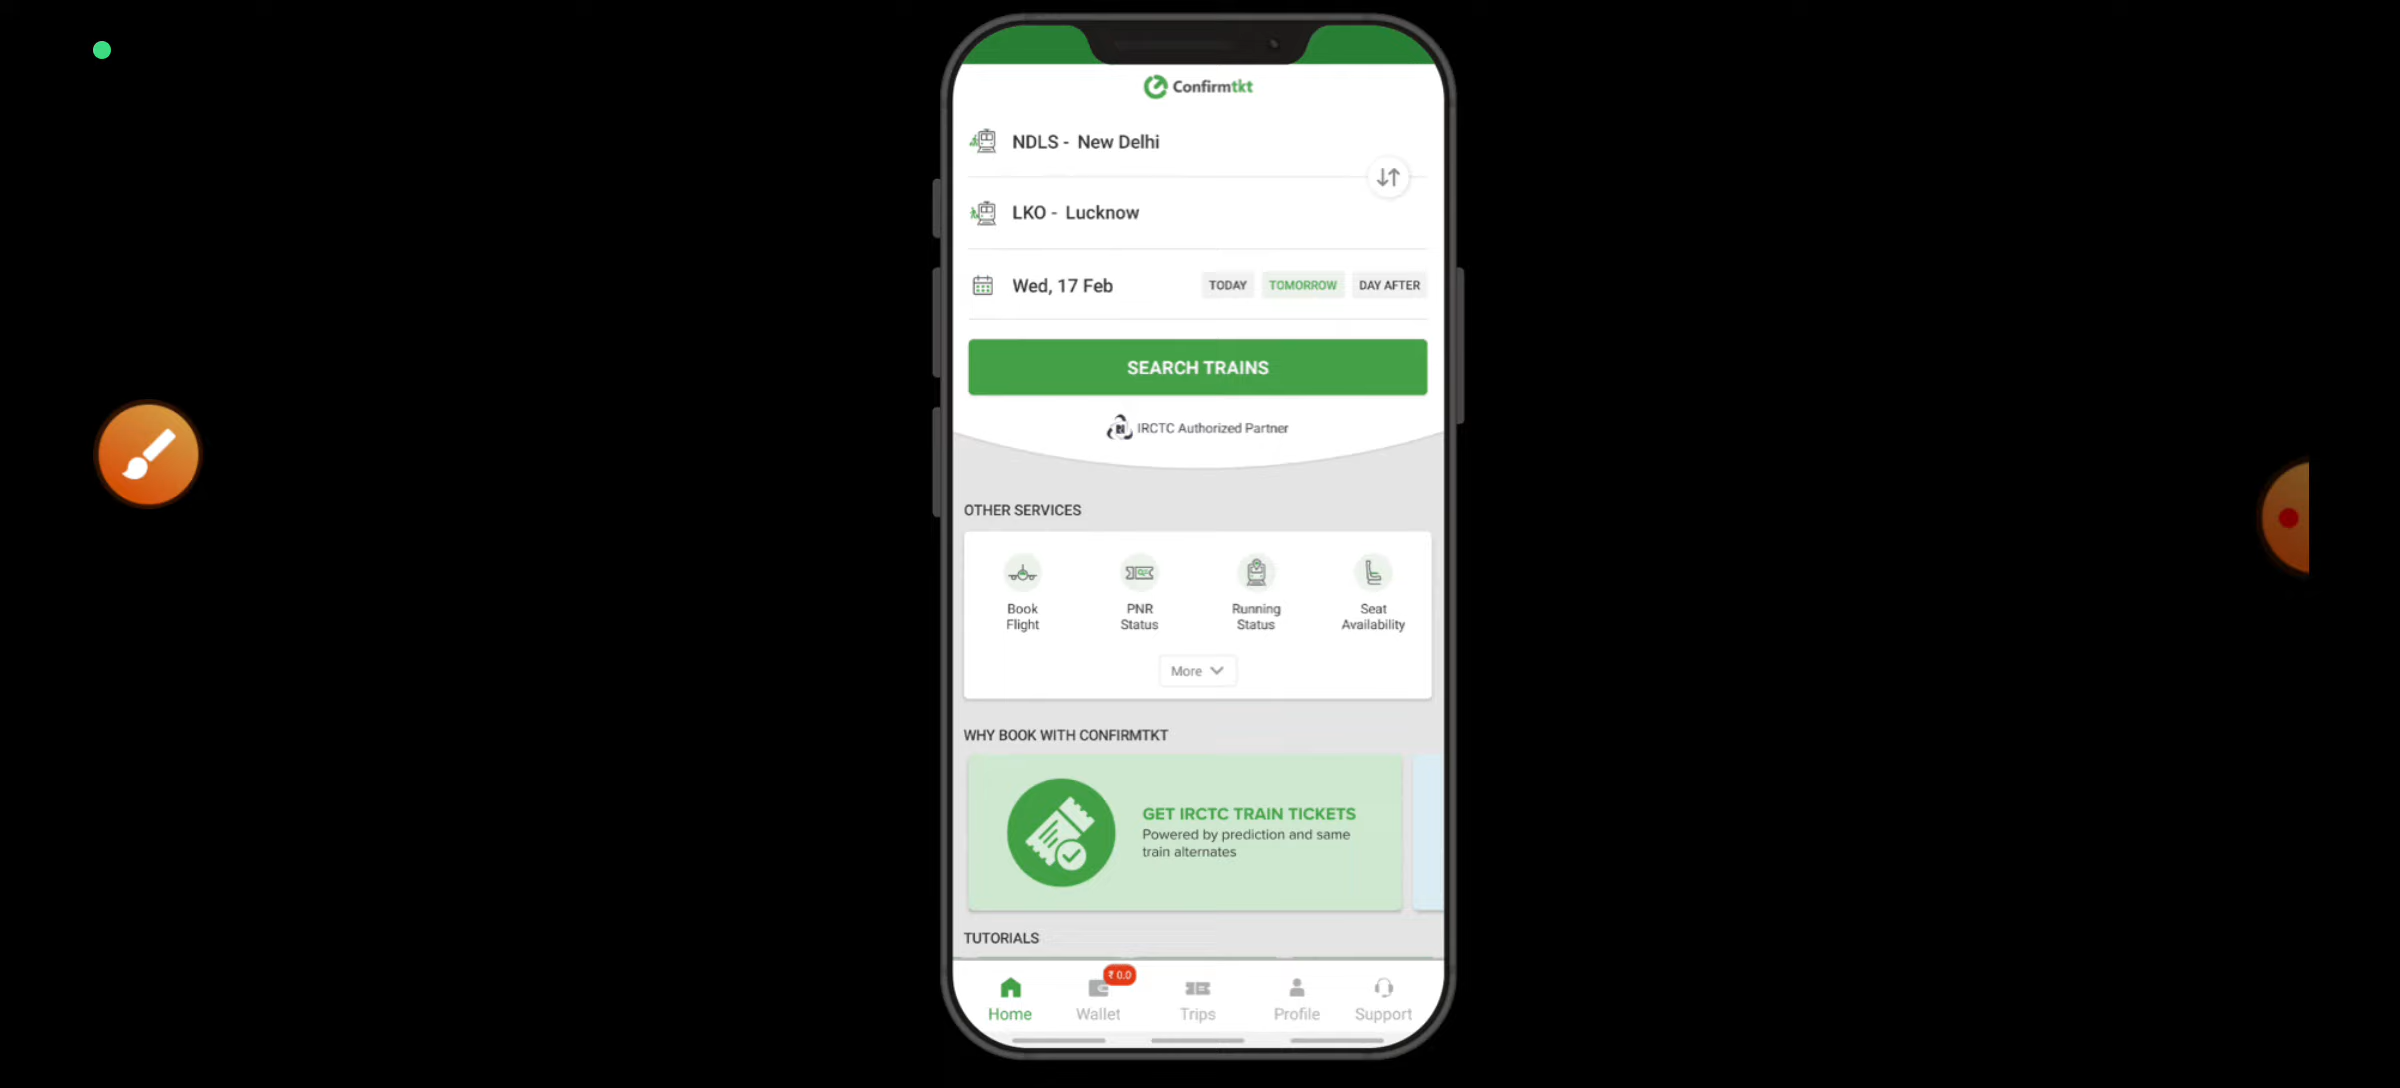 Confirmtkt
NDLS - New Delhi
LKO - Lucknow
Wed, 17 Feb TODAY TOMORROW DAY AFTER
SEARCH TRAINS
IRCTC Authorized Partner
OTHER SERVICES
Book Flight
PNR Status
Running Status
Seat Availability
More
WHY BOOK WITH CONFIRMTKT
GET IRCTC TRAIN TICKETS
Powered by prediction and same
train alternates
TUTORIALS
₹ 0.0
Home Wallet Trips Profile Support